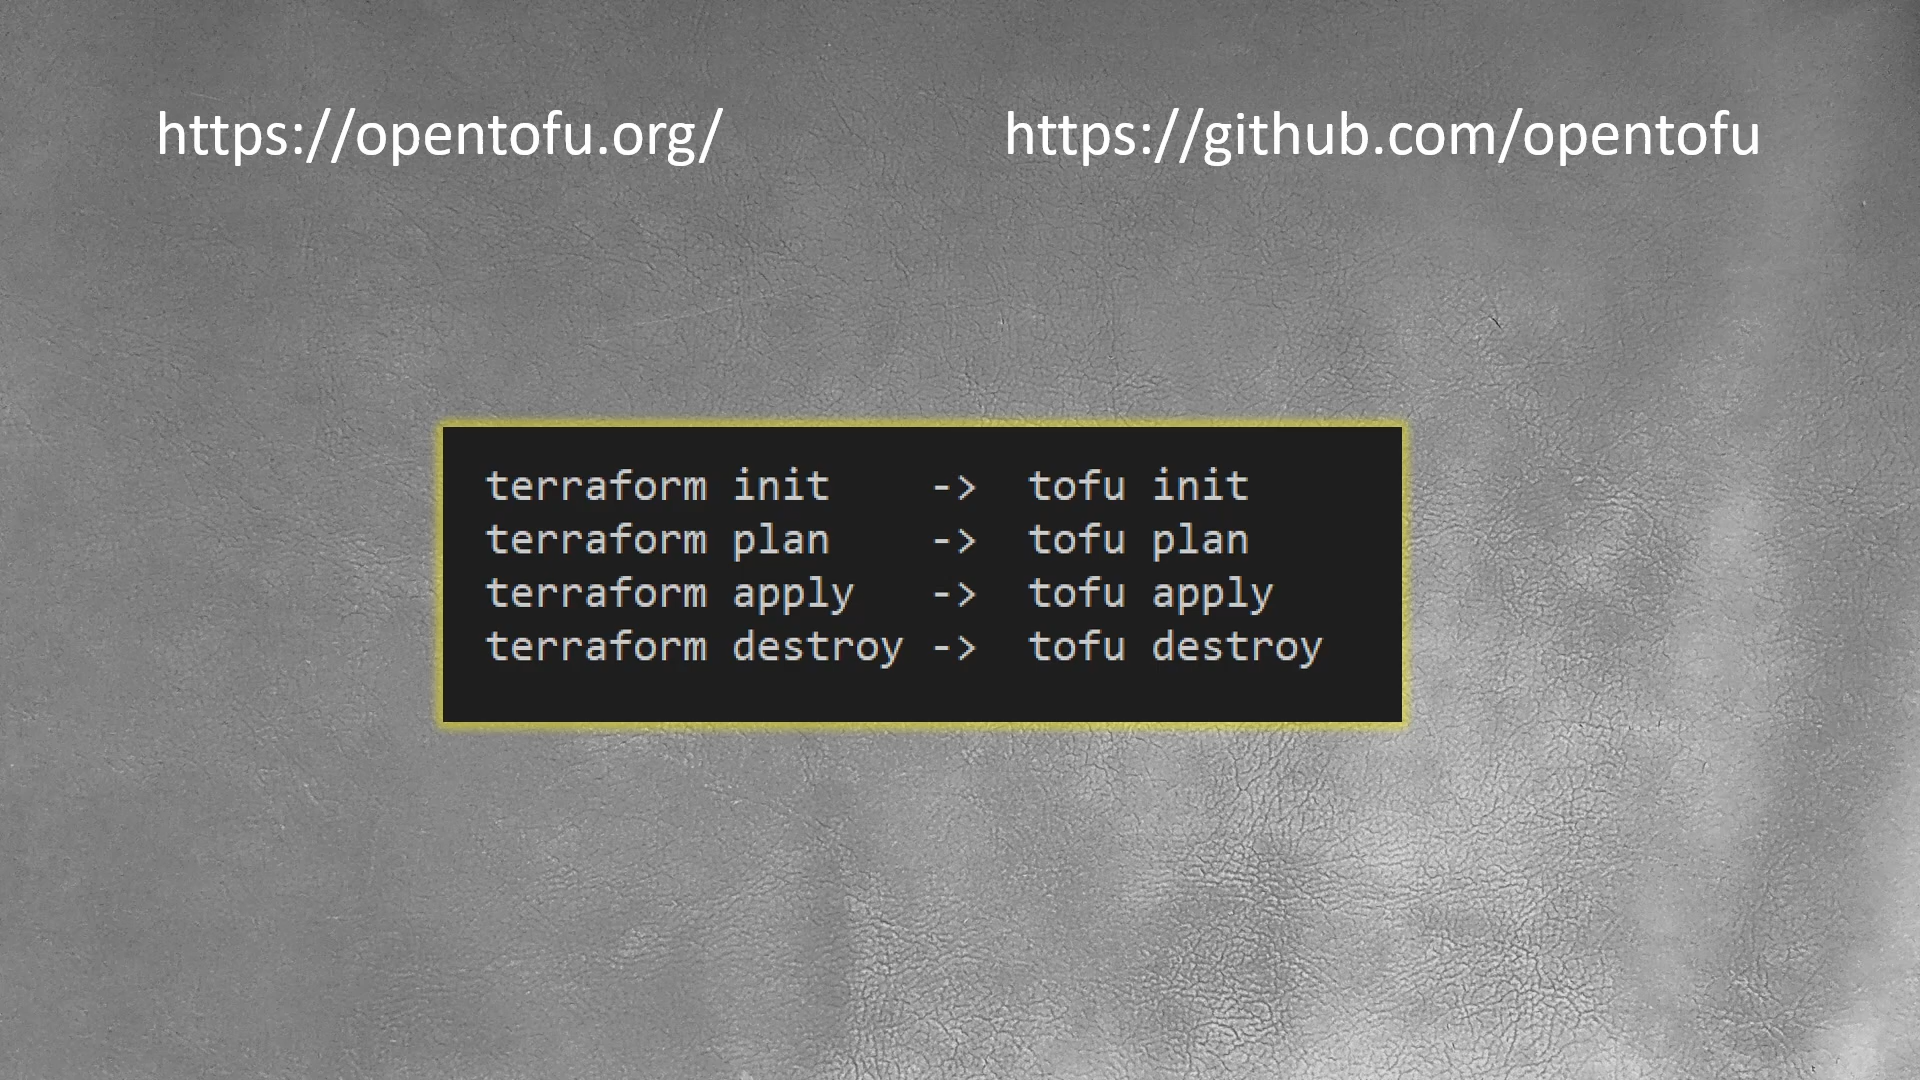 https://opentofu.org/
https://github.com/opentofu
terraform init -> tofu init
terraform plan -> tofu plan
terraform apply -> tofu apply
terraform destroy -> tofu destroy